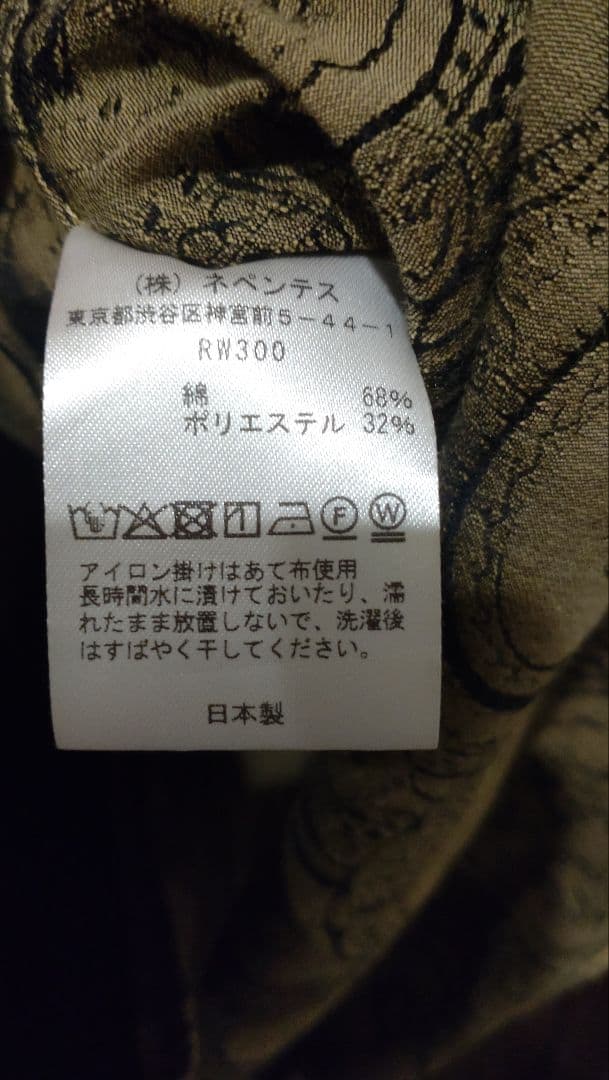 (株)ネペンテス
東京都渋谷区神宮前5-44-1
RW300
綿 68%
ポリエステル 32%
F W
アイロン掛けはあて布使用
長時間水に漬けておいたり、濡
れたまま放置しないで、洗濯後
はすばやく干してください。
日本製